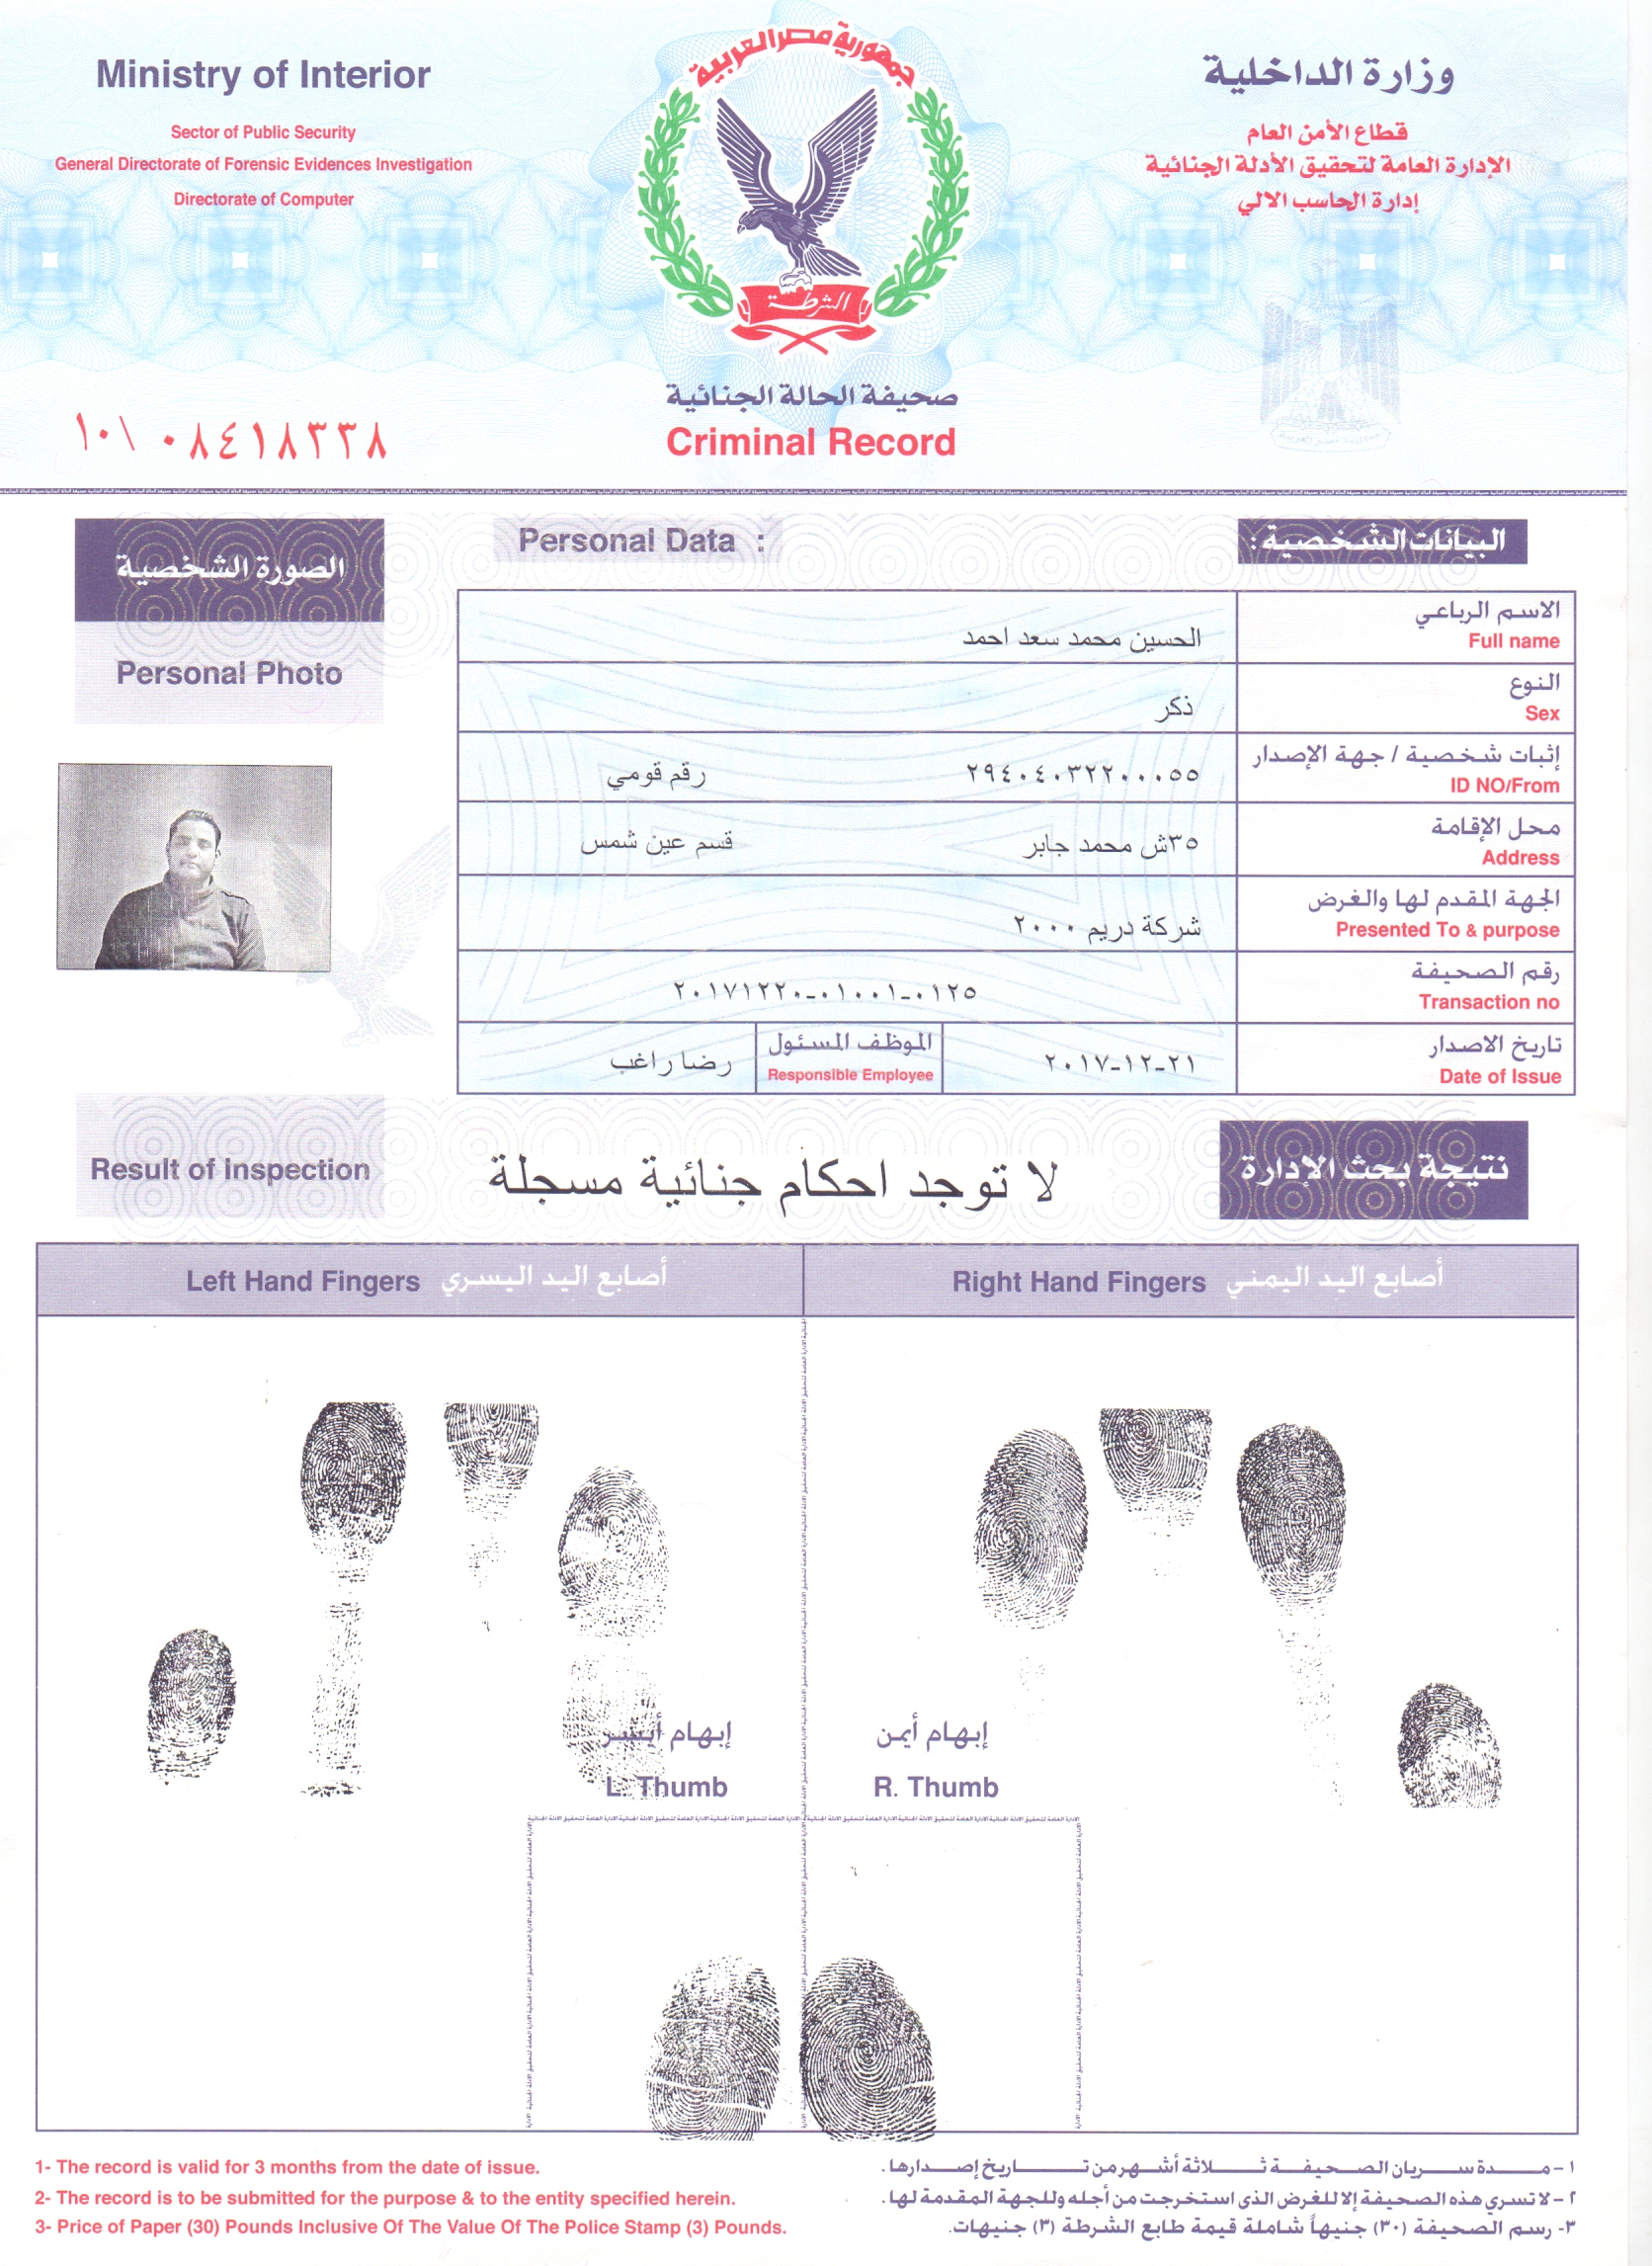 Ministry of Interior
Sector of Public Security
General Directorate of Forensic Evidences Investigation
Directorate of Computer
جمهورية مصر العربية
الشرطة
وزارة الداخلية
قطاع الأمن العام
الإدارة العامة لتحقيق الأدلة الجنائية
إدارة الحاسب الالي
صحيفة الحالة الجنائية
Criminal Record
١٠\ ٠٨٤١٨٣٣٨
الصورة الشخصية
Personal Photo
Personal Data :
البيانات الشخصية :
الاسم الرباعي
Full name
الحسين محمد سعد احمد
النوع
Sex
ذكر
إثبات شخصية / جهة الإصدار
ID NO/From
٢٩٤٠٤٠٣٢٢٠٠٠٥٥ رقم قومي
محل الإقامة
Address
٣٥ش محمد جابر قسم عين شمس
الجهة المقدم لها والغرض
Presented To & purpose
شركة دريم ٢٠٠٠
رقم الصحيفة
Transaction no
٢٠١٧١٢٢٠-٠١٠٠١-٠١٢٥
تاريخ الاصدار
Date of Issue
٢٠١٧-١٢-٢١
الموظف المسئول
Responsible Employee
رضا راغب
نتيجة بحث الإدارة
لا توجد احكام جنائية مسجلة
Result of Inspection
Left Hand Fingers أصابع اليد اليسري
Right Hand Fingers أصابع اليد اليمني
إبهام أيسر
L. Thumb
إبهام أيمن
R. Thumb
1- The record is valid for 3 months from the date of issue.
2- The record is to be submitted for the purpose & to the entity specified herein.
3- Price of Paper (30) Pounds Inclusive Of The Value Of The Police Stamp (3) Pounds.
١- مدة سريان الصحيفة ثلاثة أشهر من تاريخ إصدارها.
٢- لا تسري هذه الصحيفة إلا للغرض الذى استخرجت من أجله وللجهة المقدمة لها.
٣- رسم الصحيفة (٣٠) جنيهاً شاملة قيمة طابع الشرطة (٣) جنيهات.